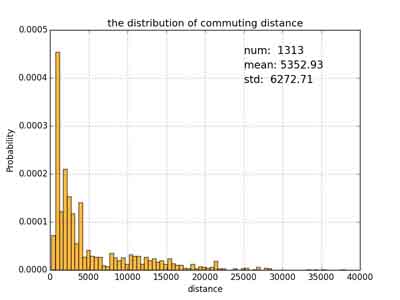 the distribution of commuting distance
0.0005
0.0004
0.0003
0.0002
0.0001
0.0000
Probability
num: 1313
mean: 5352.93
std: 6272.71
0 5000 10000 15000 20000 25000 30000 35000 40000
distance